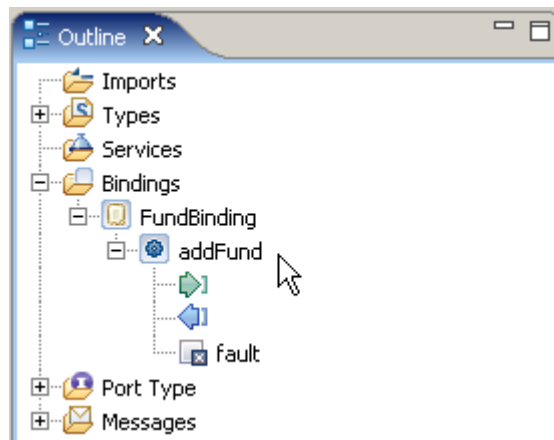 Outline
Imports
Types
Services
Bindings
FundBinding
addFund
fault
Port Type
Messages